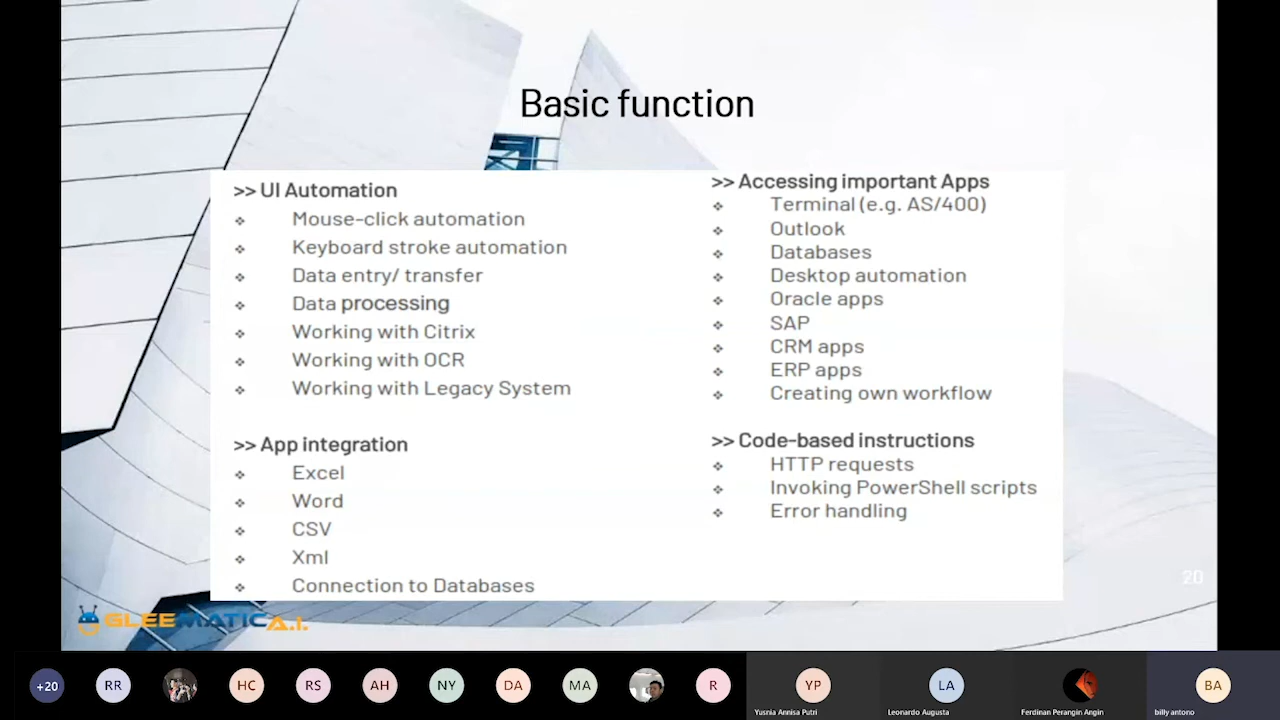 Basic function
>> UI Automation
❖ Mouse-click automation
❖ Keyboard stroke automation
❖ Data entry/ transfer
❖ Data processing
❖ Working with Citrix
❖ Working with OCR
❖ Working with Legacy System
>> App integration
❖ Excel
❖ Word
❖ CSV
❖ Xml
❖ Connection to Databases
>> Accessing important Apps
❖ Terminal (e.g. AS/400)
❖ Outlook
❖ Databases
❖ Desktop automation
❖ Oracle apps
❖ SAP
❖ CRM apps
❖ ERP apps
❖ Creating own workflow
>> Code-based instructions
❖ HTTP requests
❖ Invoking PowerShell scripts
❖ Error handling
20
GLEEMATIC A.I.
+20 RR HC RS AH NY DA MA R YP LA BA
Yusnia Annisa Putri Leonardo Augusta Ferdinan Perangin Angin billy antono